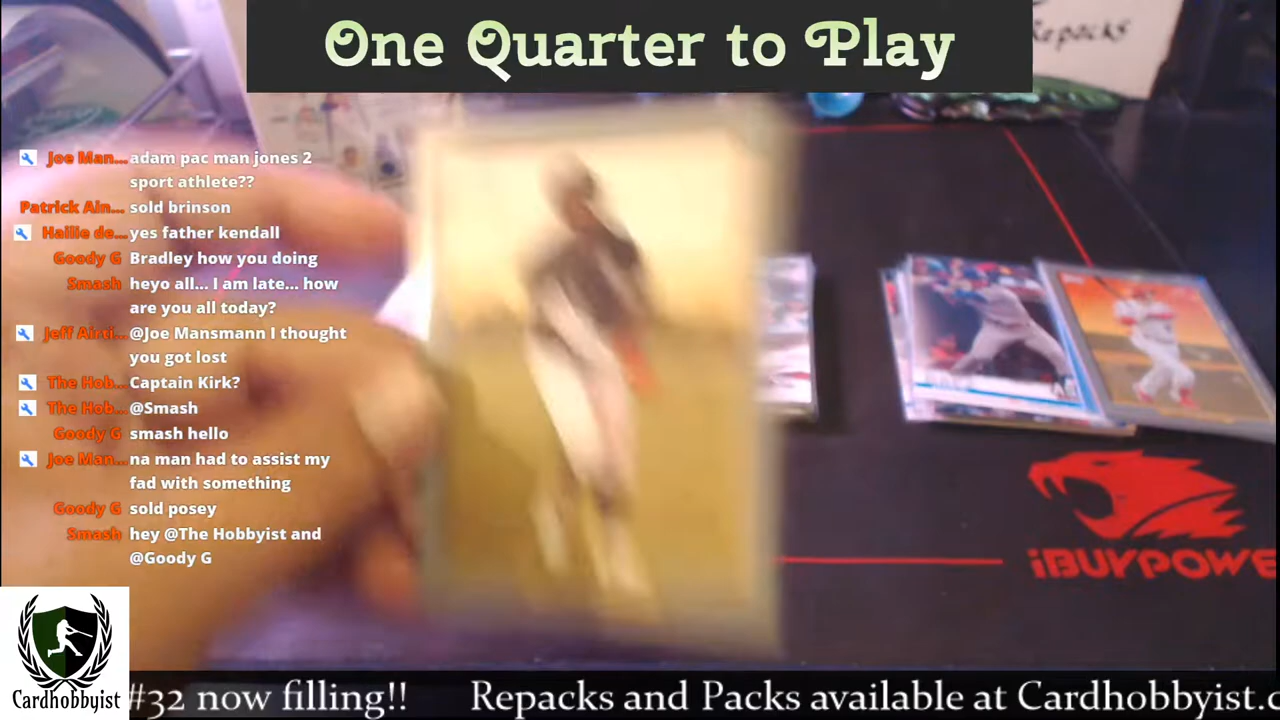 One Quarter to Play
Repacks
Joe Man... adam pac man jones 2
sport athlete??
Patrick Ain... sold brinson
Hailie de... yes father kendall
Goody G Bradley how you doing
Smash heyo all... I am late... how
are you all today?
Jeff Airti... @Joe Mansmann I thought
you got lost
The Hob... Captain Kirk?
The Hob... @Smash
Goody G smash hello
Joe Man... na man had to assist my
fad with something
Goody G sold posey
Smash hey @The Hobbyist and
@Goody G
iBUYPOWE
Cardhobbyist
#32 now filling!! Repacks and Packs available at Cardhobbyist.c